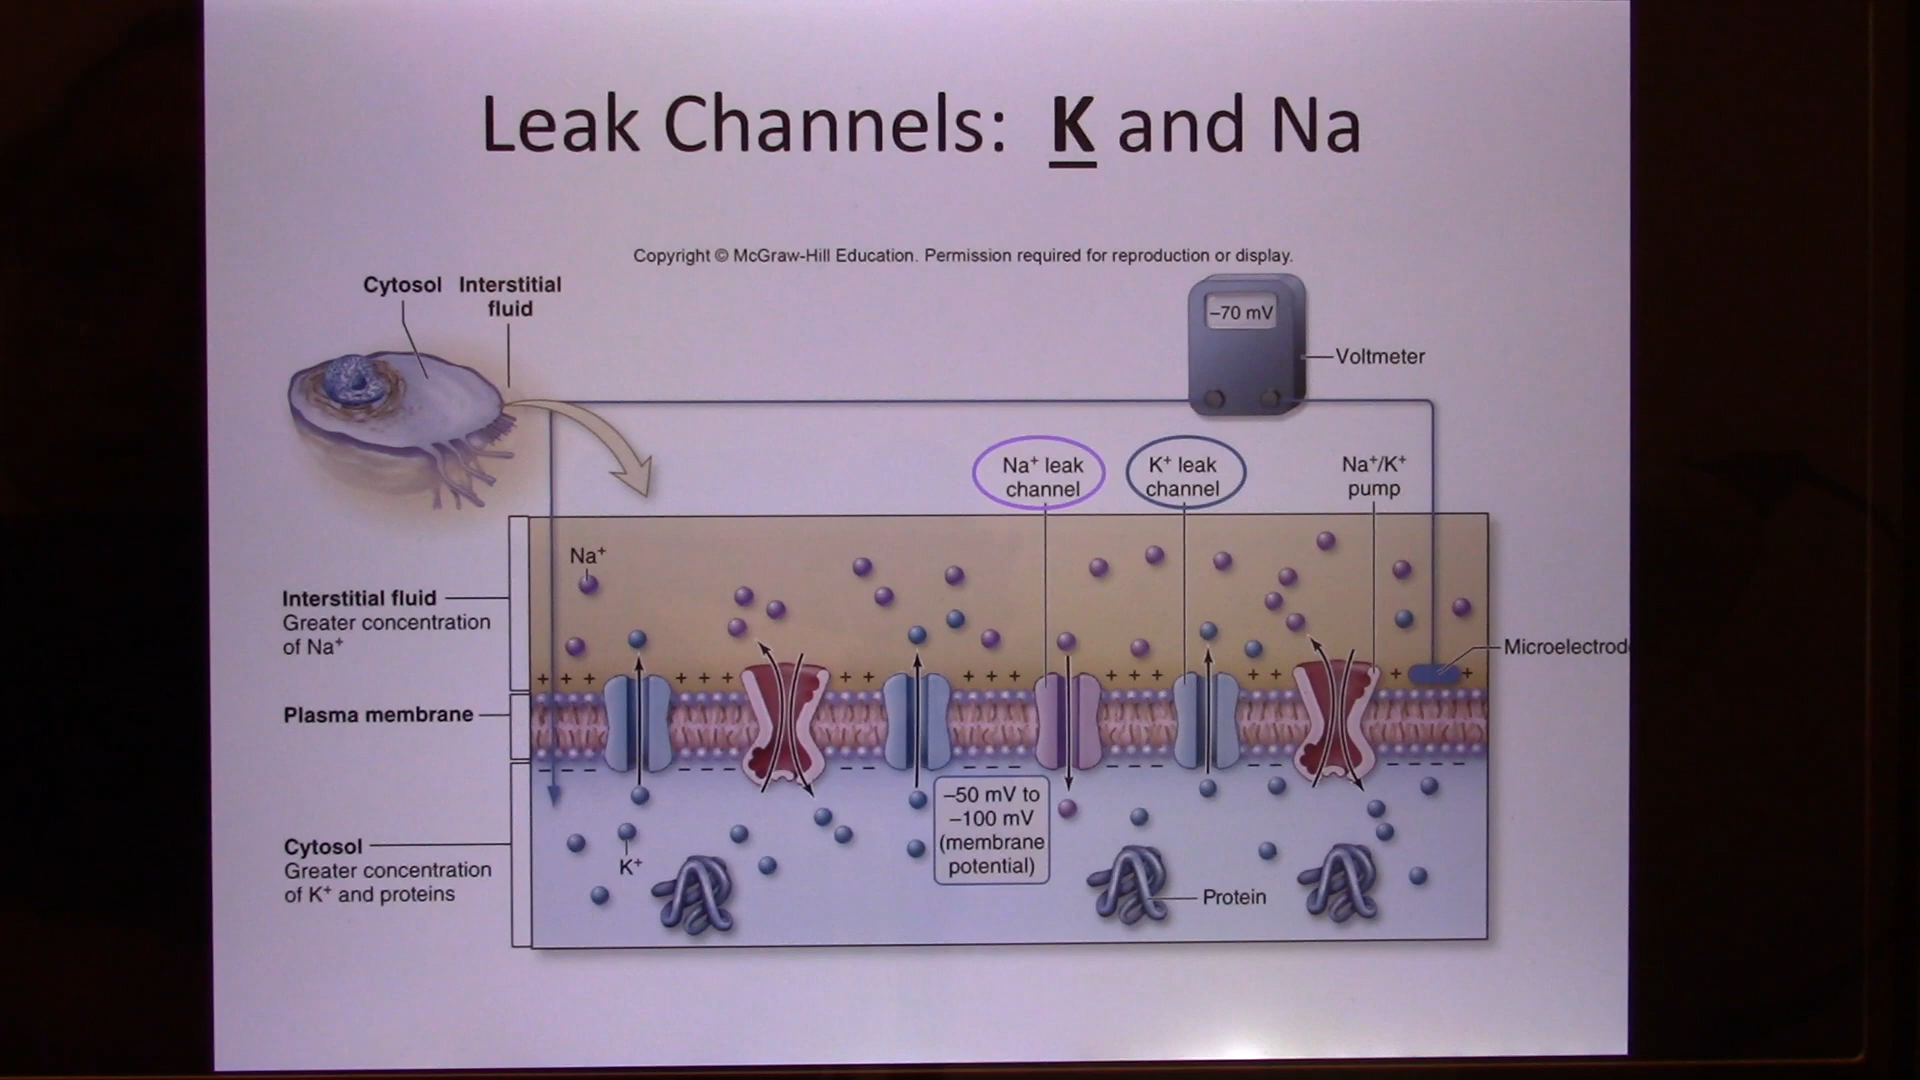 Leak Channels: K and Na
Copyright © McGraw-Hill Education. Permission required for reproduction or display.
Cytosol
Interstitial
fluid
–70 mV
Voltmeter
Na⁺ leak
channel
K⁺ leak
channel
Na⁺/K⁺
pump
Na⁺
Interstitial fluid
Greater concentration
of Na⁺
Microelectrod
+ + +
+ + +
+ +
+ + +
+ + +
+ +
+
+
Plasma membrane
– – –
– – –
– –
– – –
– – –
– –
– – – – –
–50 mV to
–100 mV
(membrane
potential)
Cytosol
Greater concentration
of K⁺ and proteins
K⁺
Protein